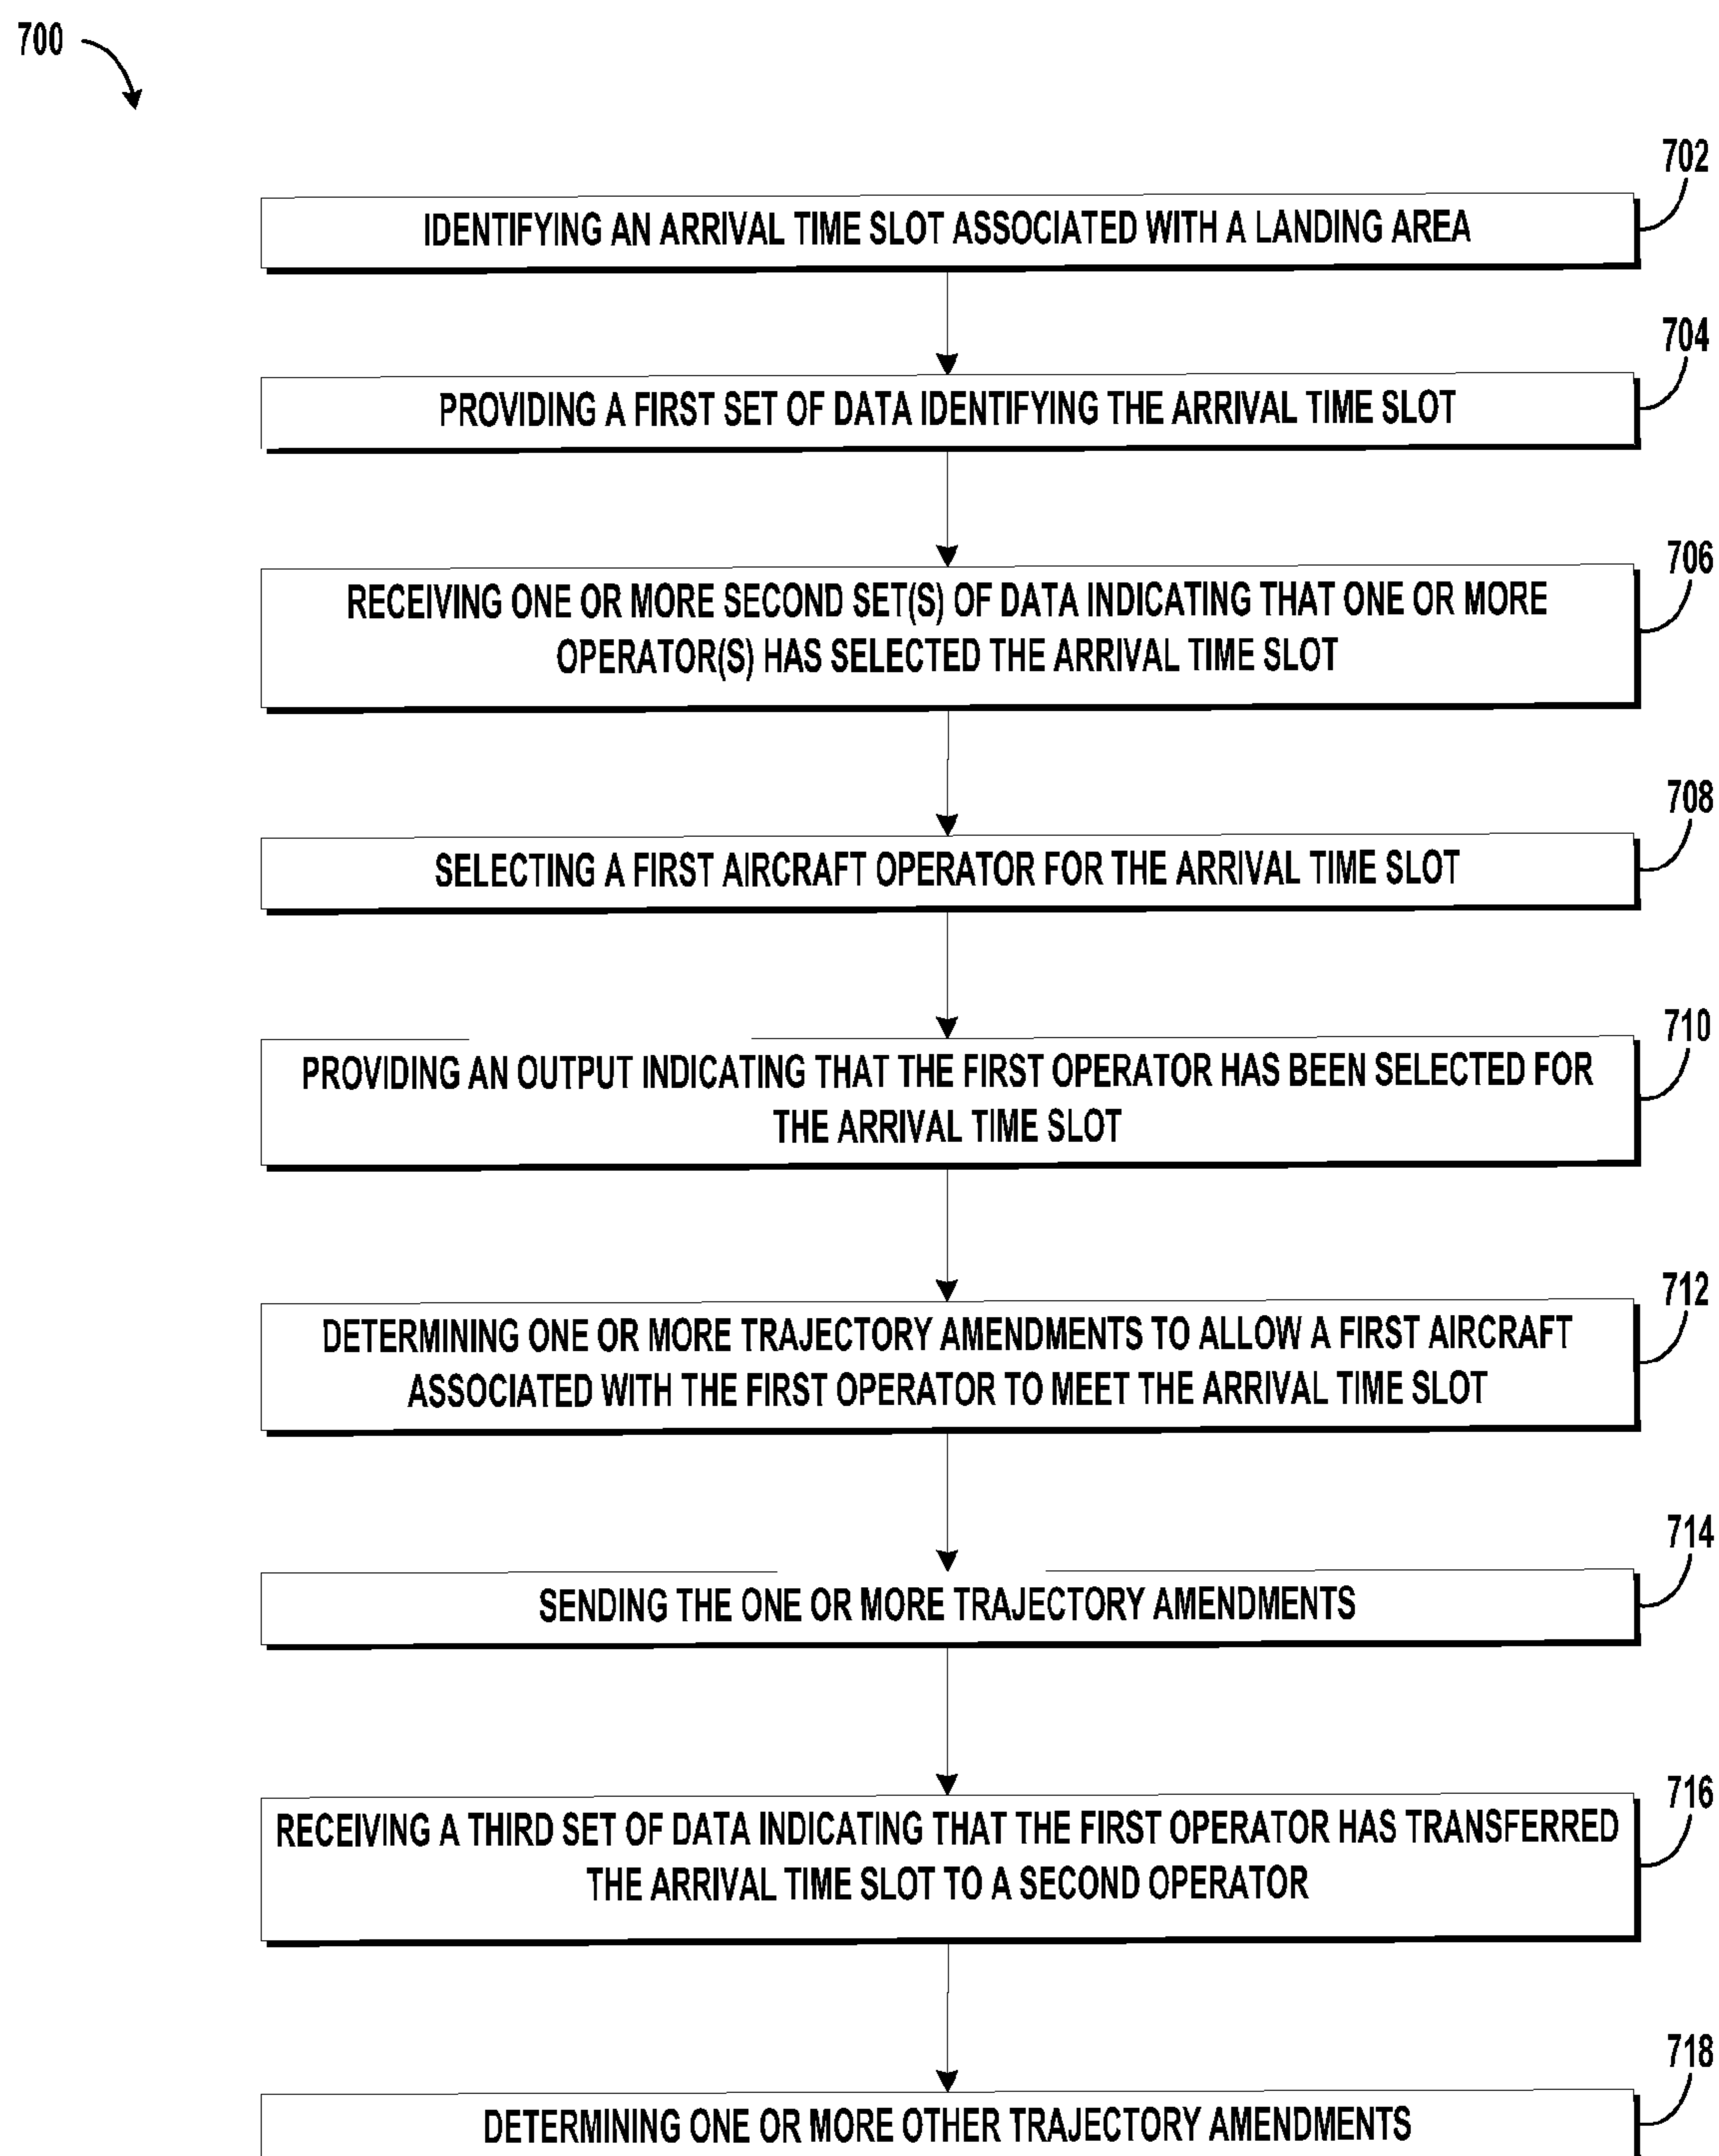 700
702
IDENTIFYING AN ARRIVAL TIME SLOT ASSOCIATED WITH A LANDING AREA
704
PROVIDING A FIRST SET OF DATA IDENTIFYING THE ARRIVAL TIME SLOT
706
RECEIVING ONE OR MORE SECOND SET(S) OF DATA INDICATING THAT ONE OR MORE
OPERATOR(S) HAS SELECTED THE ARRIVAL TIME SLOT
708
SELECTING A FIRST AIRCRAFT OPERATOR FOR THE ARRIVAL TIME SLOT
710
PROVIDING AN OUTPUT INDICATING THAT THE FIRST OPERATOR HAS BEEN SELECTED FOR
THE ARRIVAL TIME SLOT
712
DETERMINING ONE OR MORE TRAJECTORY AMENDMENTS TO ALLOW A FIRST AIRCRAFT
ASSOCIATED WITH THE FIRST OPERATOR TO MEET THE ARRIVAL TIME SLOT
714
SENDING THE ONE OR MORE TRAJECTORY AMENDMENTS
716
RECEIVING A THIRD SET OF DATA INDICATING THAT THE FIRST OPERATOR HAS TRANSFERRED
THE ARRIVAL TIME SLOT TO A SECOND OPERATOR
718
DETERMINING ONE OR MORE OTHER TRAJECTORY AMENDMENTS